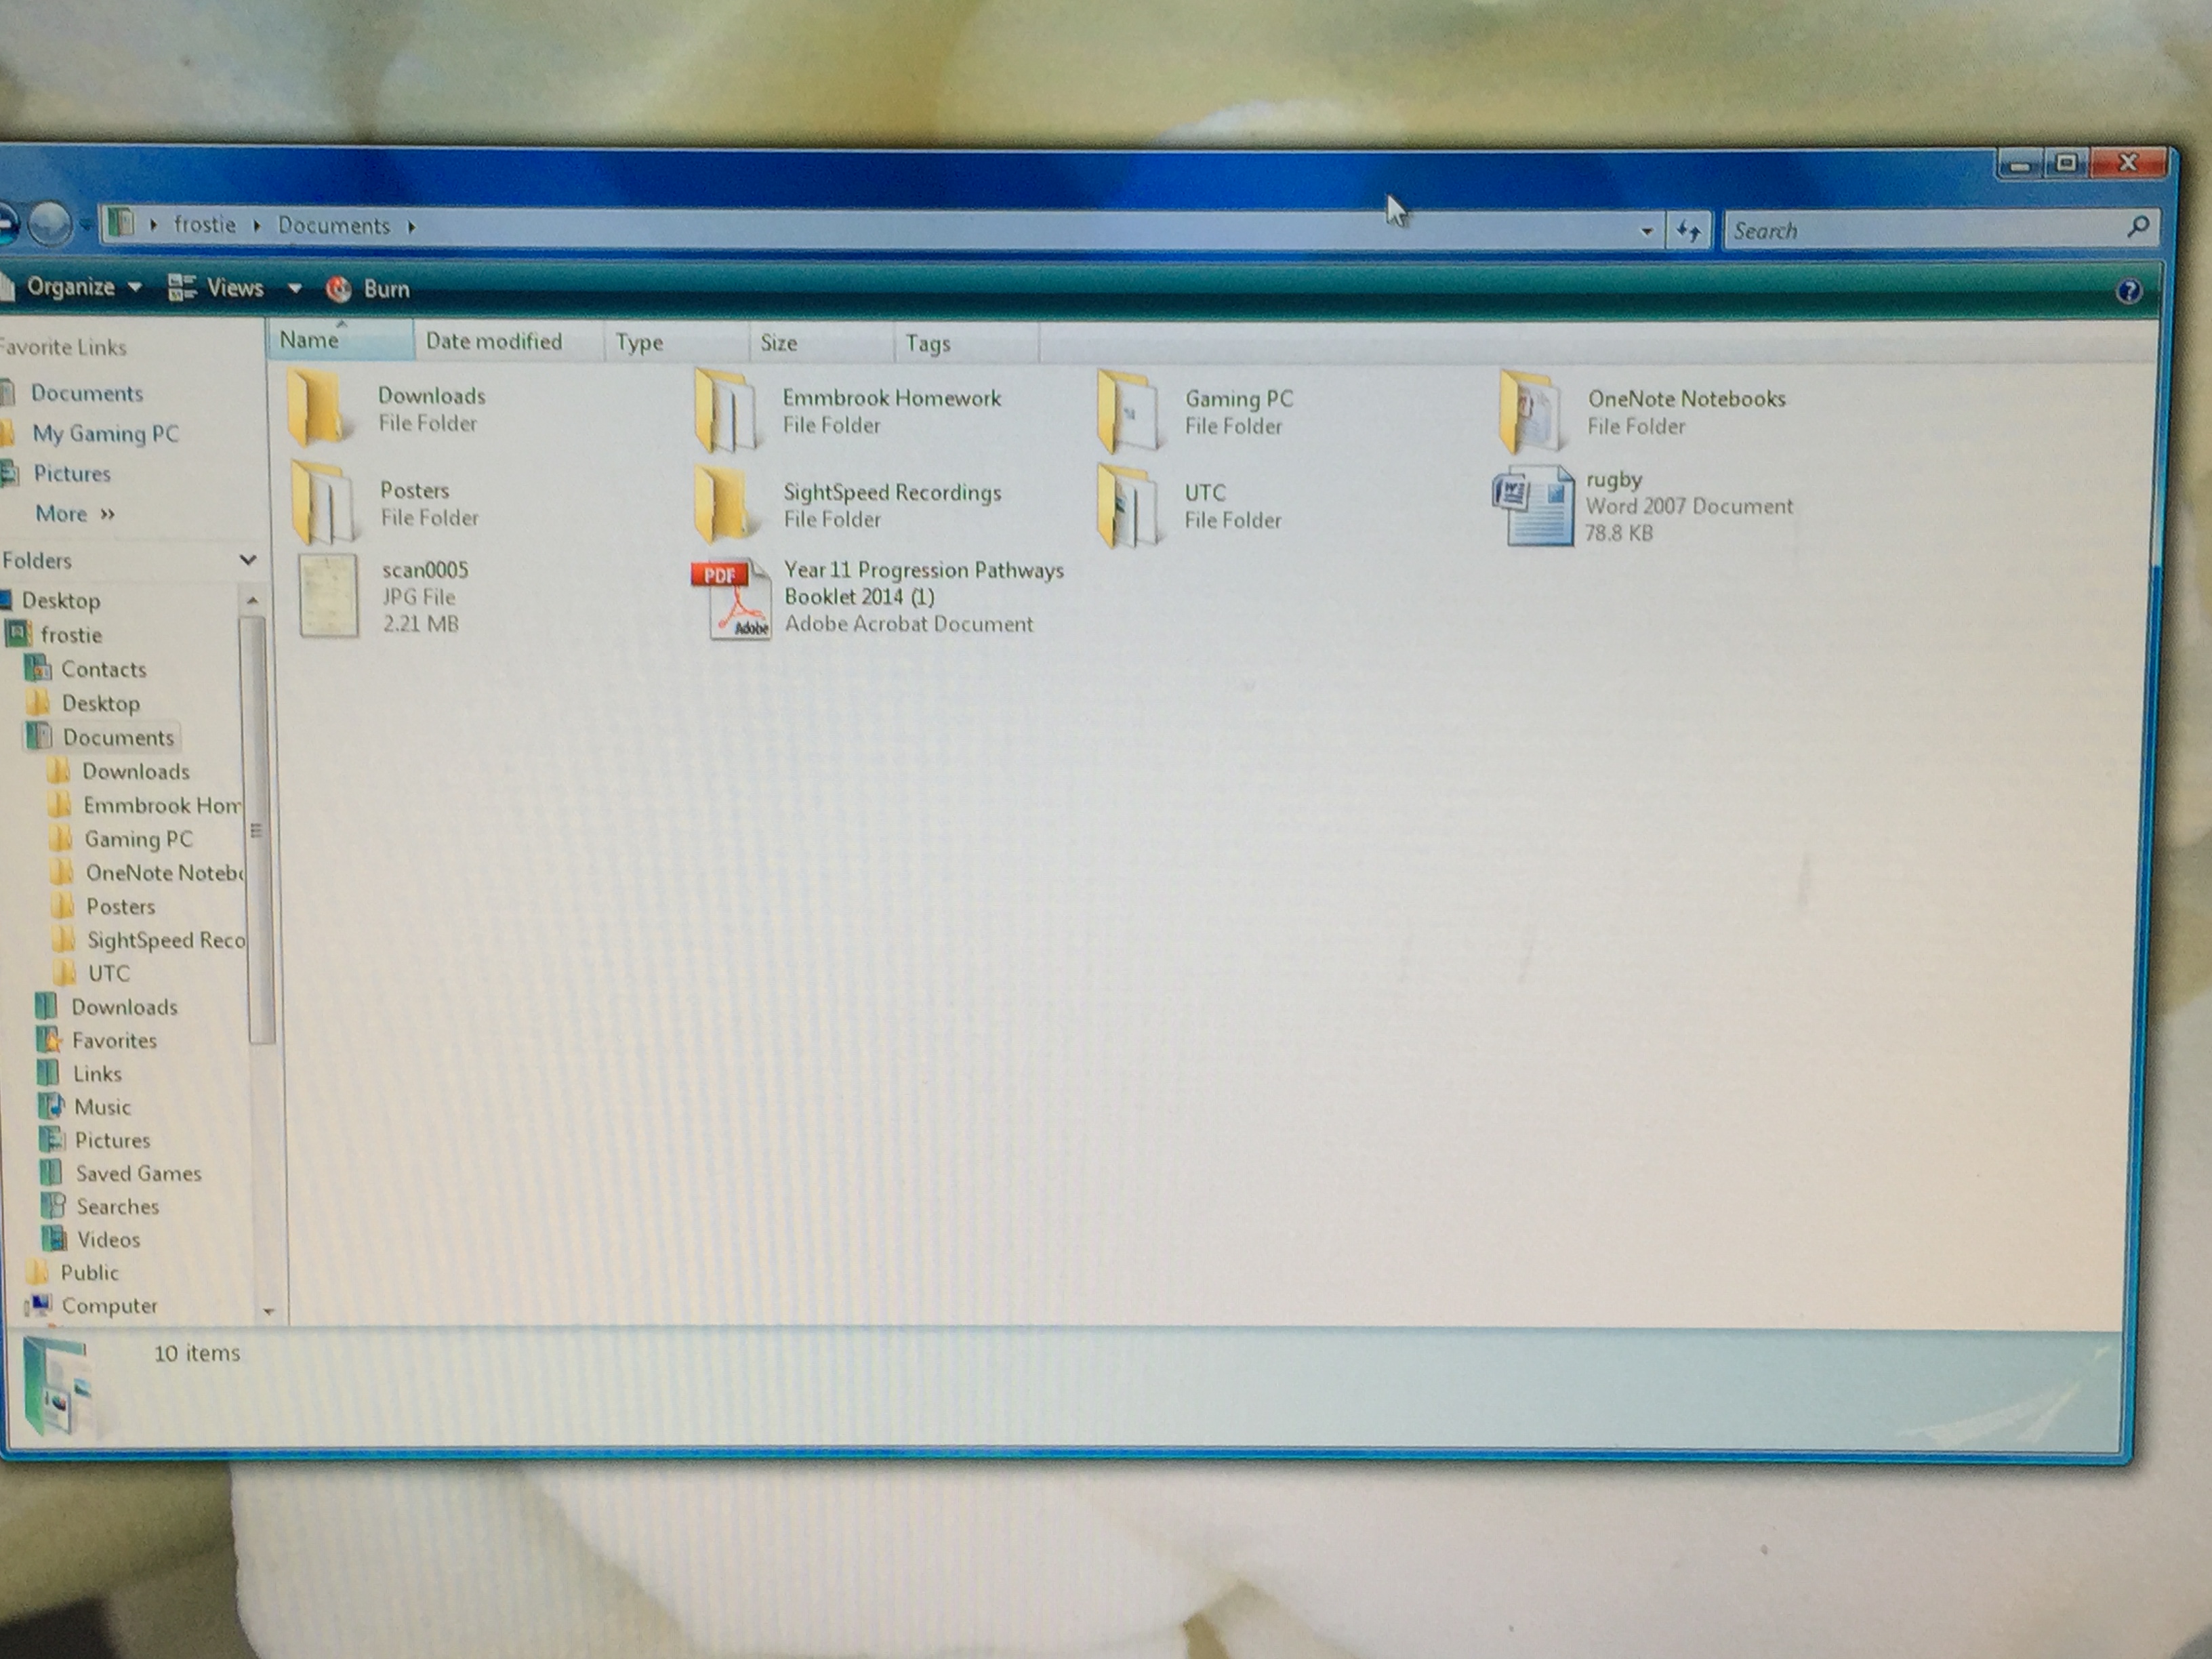 frostie
Documents
Search
Organize
Views
Burn
Favorite Links
Documents
My Gaming PC
Pictures
More »
Folders
Desktop
frostie
Contacts
Desktop
Documents
Downloads
Emmbrook Hom
Gaming PC
OneNote Notebo
Posters
SightSpeed Reco
UTC
Downloads
Favorites
Links
Music
Pictures
Saved Games
Searches
Videos
Public
Computer
Name
Date modified
Type
Size
Tags
Downloads
File Folder
Emmbrook Homework
File Folder
Gaming PC
File Folder
OneNote Notebooks
File Folder
Posters
File Folder
SightSpeed Recordings
File Folder
UTC
File Folder
rugby
Word 2007 Document
78.8 KB
scan0005
JPG File
2.21 MB
PDF
Adobe
Year 11 Progression Pathways
Booklet 2014 (1)
Adobe Acrobat Document
10 items